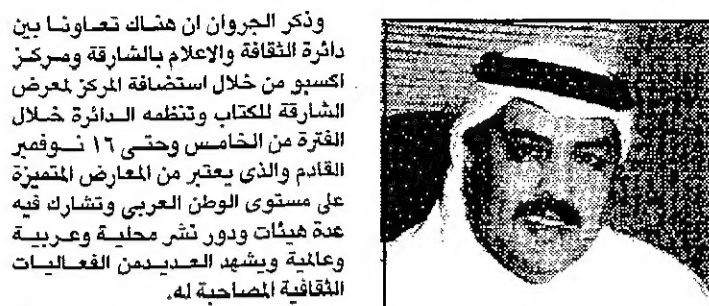 وذكر الجروان ان هناك تعاونا بين
دائرة الثقافة والإعلام بالشارقة ومركز
اكسبو من خلال استضافة المركز لمعرض
الشارقة للكتاب وتنظمه الدائرة خلال
الفترة من الخامس وحتى ١٦ نوفمبر
القادم والذى يعتبر من المعارض المتميزة
على مستوى الوطن العربى وتشارك فيه
عدة هيئات ودور نشر محلية وعربية
وعالمية ويشهد العديدمن الفعاليات
الثقافية المصاحبة له.